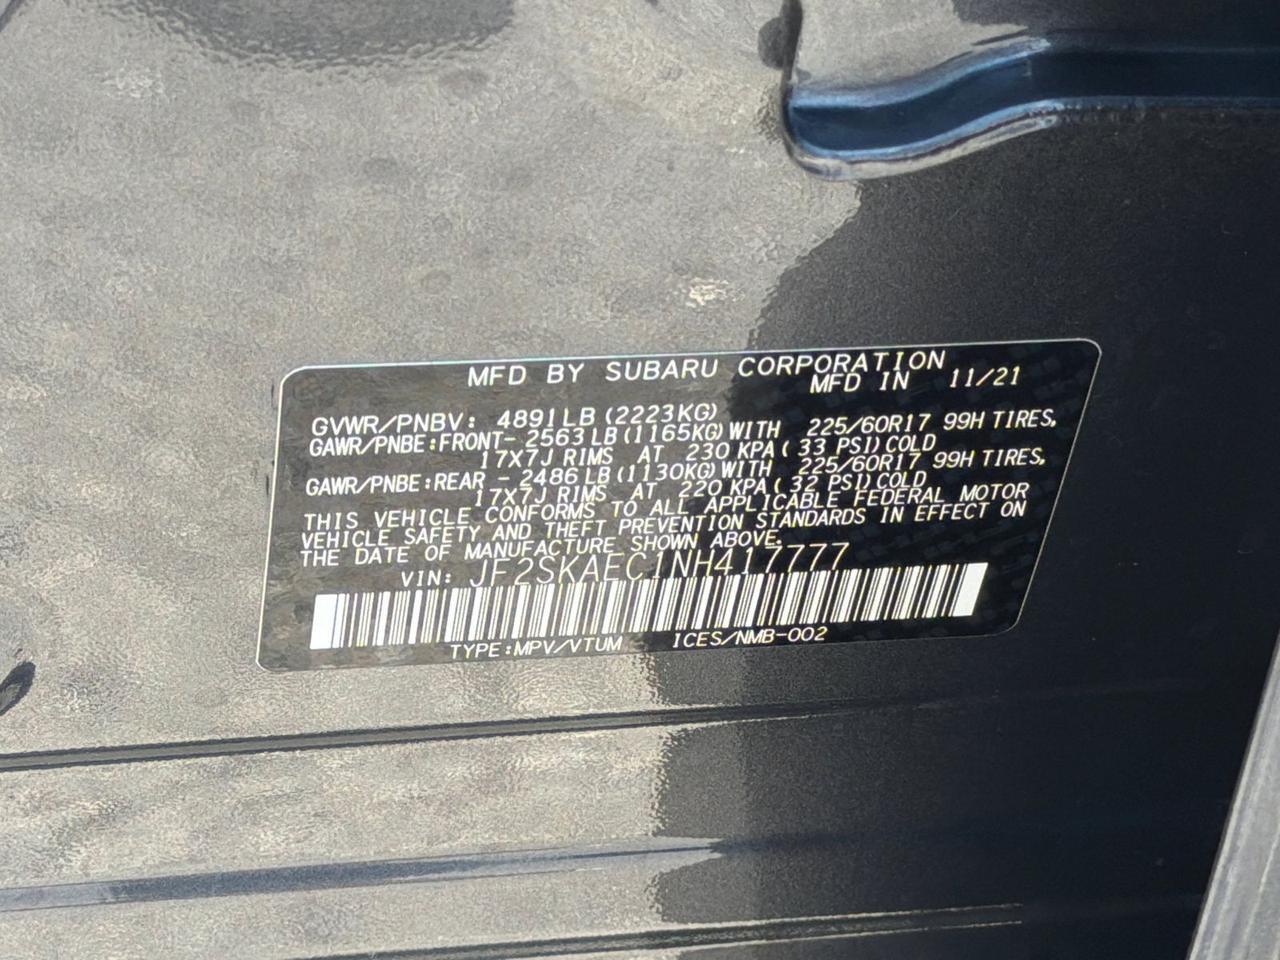 MFD BY SUBARU CORPORATION
MFD IN 11/21
GVWR/PNBV: 4891LB(2223KG)
GAWR/PNBE:FRONT- 2563LB(1165KG)WITH 225/60R17 99H TIRES,
17X7J RIMS AT 230 KPA( 33 PSI)COLD
GAWR/PNBE:REAR - 2486LB(1130KG)WITH 225/60R17 99H TIRES,
17X7J RIMS AT 220 KPA( 32 PSI)COLD
THIS VEHICLE CONFORMS TO ALL APPLICABLE FEDERAL MOTOR
VEHICLE SAFETY AND THEFT PREVENTION STANDARDS IN EFFECT ON
THE DATE OF MANUFACTURE SHOWN ABOVE.
VIN: JF2SKAEC1NH417777
TYPE:MPV/VTUM ICES/NMB-002